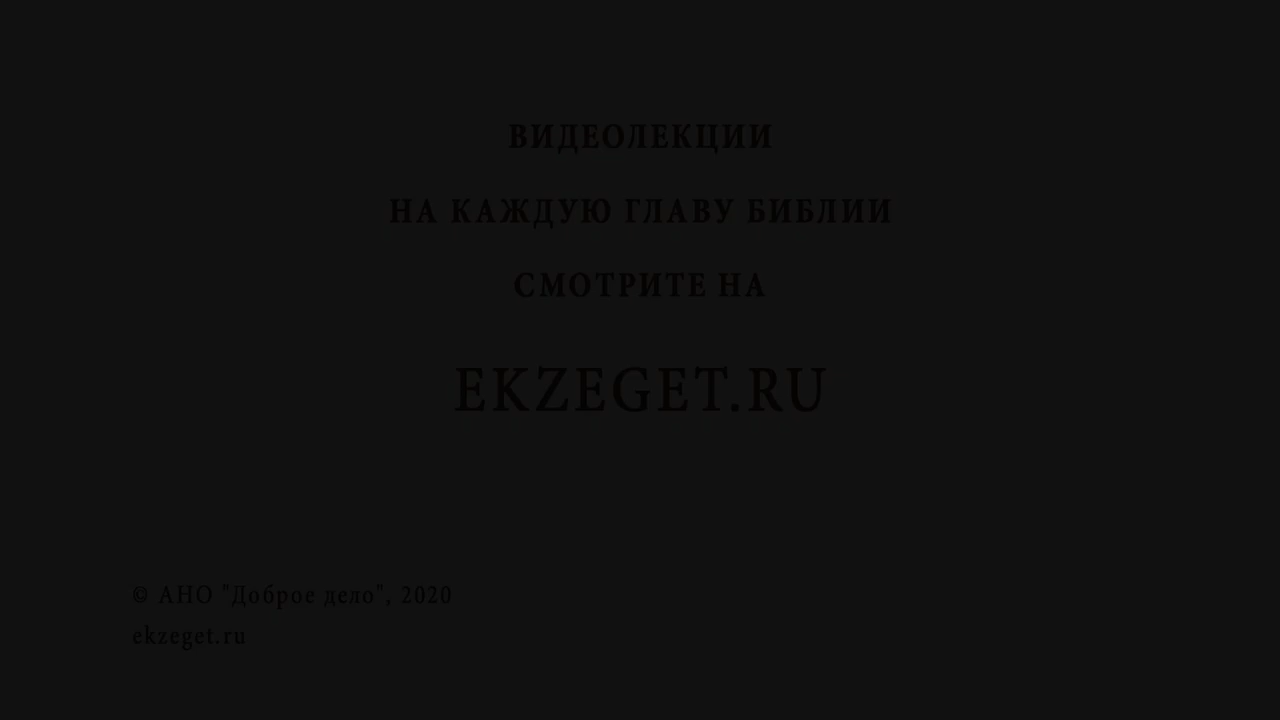 ВИДЕОЛЕКЦИИ
НА КАЖДУЮ ГЛАВУ БИБЛИИ
СМОТРИТЕ НА
EKZEGET.RU
© АНО "Доброе дело", 2020
ekzeget.ru